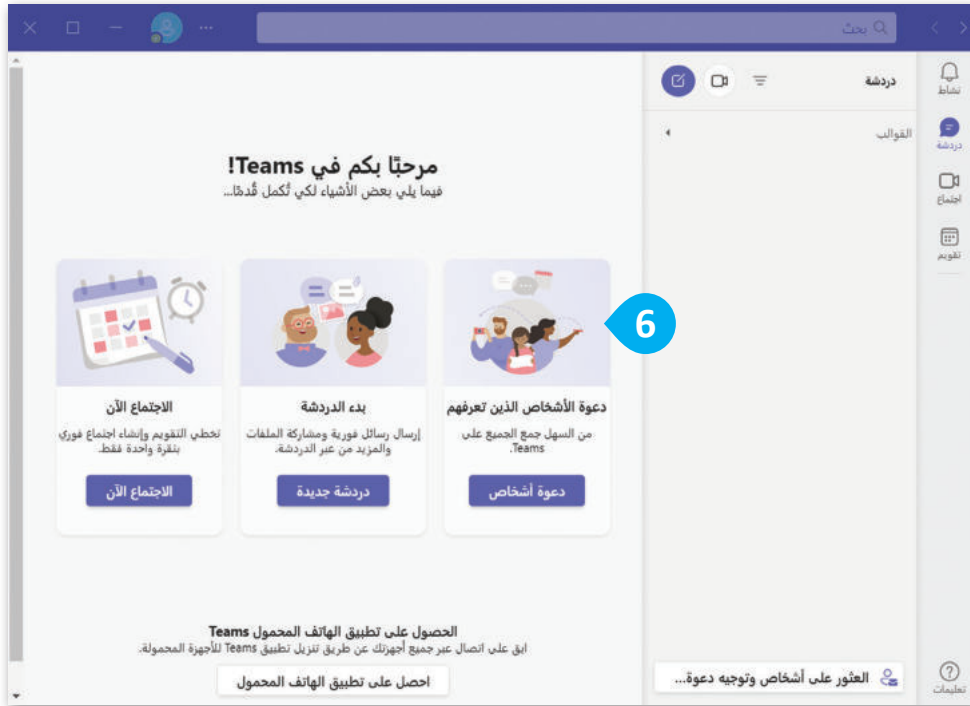 بحث
نشاط
دردشة
اجتماع
تقويم
تعليمات
دردشة
القوالب
العثور على أشخاص وتوجيه دعوة...
مرحبًا بكم في Teams!
فيما يلي بعض الأشياء لكي تُكمل قُدمًا...
6
دعوة الأشخاص الذين تعرفهم
من السهل جمع الجميع على
Teams.
دعوة أشخاص
بدء الدردشة
إرسال رسائل فورية ومشاركة الملفات
والمزيد من عبر الدردشة.
دردشة جديدة
الاجتماع الآن
تخطي التقويم وإنشاء اجتماع فوري
بنقرة واحدة فقط.
الاجتماع الآن
الحصول على تطبيق الهاتف المحمول Teams
ابق على اتصال عبر جميع أجهزتك عن طريق تنزيل تطبيق Teams للأجهزة المحمولة.
احصل على تطبيق الهاتف المحمول